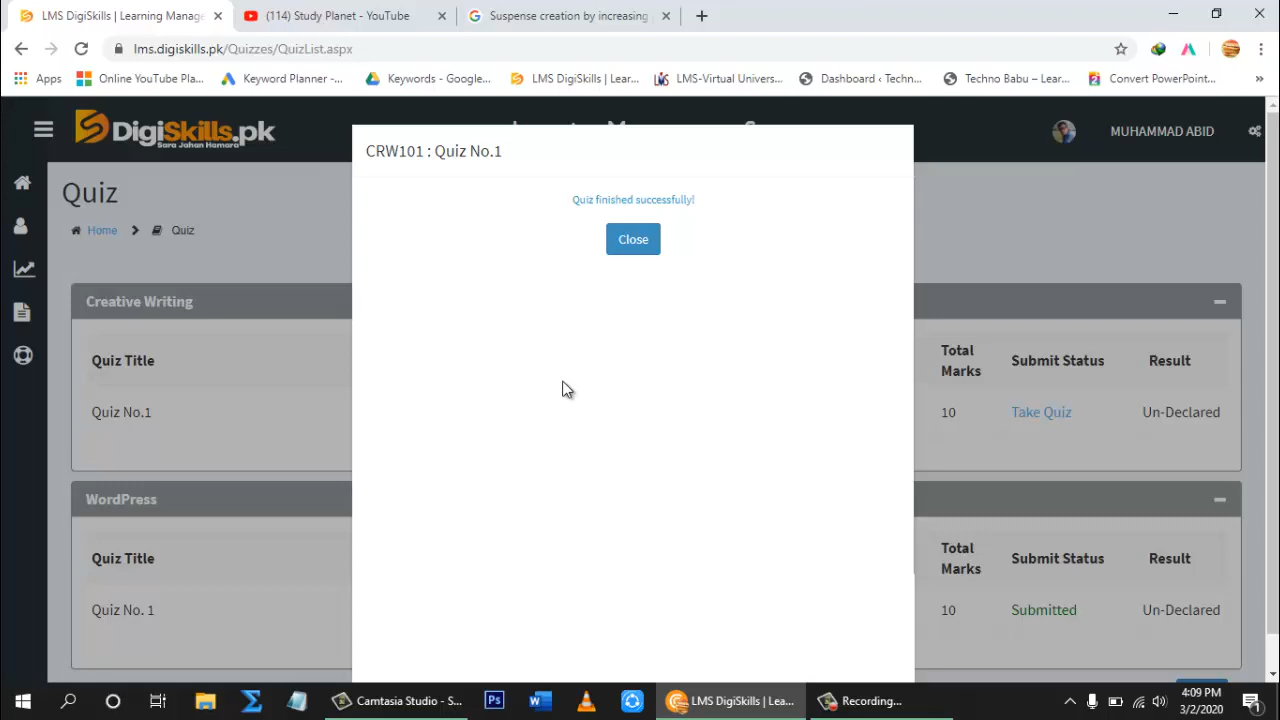 LMS DigiSkills | Learning Manage
(114) Study Planet - YouTube
Suspense creation by increasing
lms.digiskills.pk/Quizzes/QuizList.aspx
Apps
Online YouTube Pla...
Keyword Planner -...
Keywords - Google...
LMS DigiSkills | Lear...
LMS-Virtual Univers...
Dashboard ‹ Techn...
Techno Babu – Lear...
Convert PowerPoint...
»
DigiSkills.pk
Sara Jahan Hamara
MUHAMMAD ABID
CRW101 : Quiz No.1
Quiz finished successfully!
Close
Quiz
Home
Quiz
Creative Writing
Quiz Title
Total Marks
Submit Status
Result
Quiz No.1
10
Take Quiz
Un-Declared
WordPress
Quiz Title
Total Marks
Submit Status
Result
Quiz No. 1
10
Submitted
Un-Declared
Camtasia Studio - S...
LMS DigiSkills | Lea...
Recording...
4:09 PM
3/2/2020